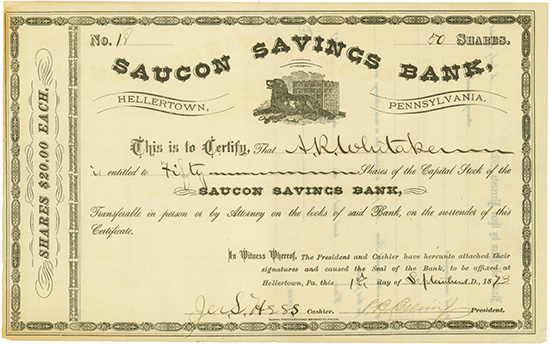 No. 18 50 SHARES.
SAUCON SAVINGS BANK,
HELLERTOWN, PENNSYLVANIA,
SHARES $20.00 EACH.
This is to Certify, That A.R. Whitaker
is entitled to Fifty Shares of the Capital Stock of the
SAUCON SAVINGS BANK,
Transferable in person or by Attorney on the books of said Bank, on the surrender of this
Certificate.
In Witness Whereof, The President and Cashier have hereunto attached their
signatures and caused the Seal of the Bank, to be affixed at
Hellertown, Pa. this 1st day of September A.D., 1873
Jer S. Hess Cashier. President.